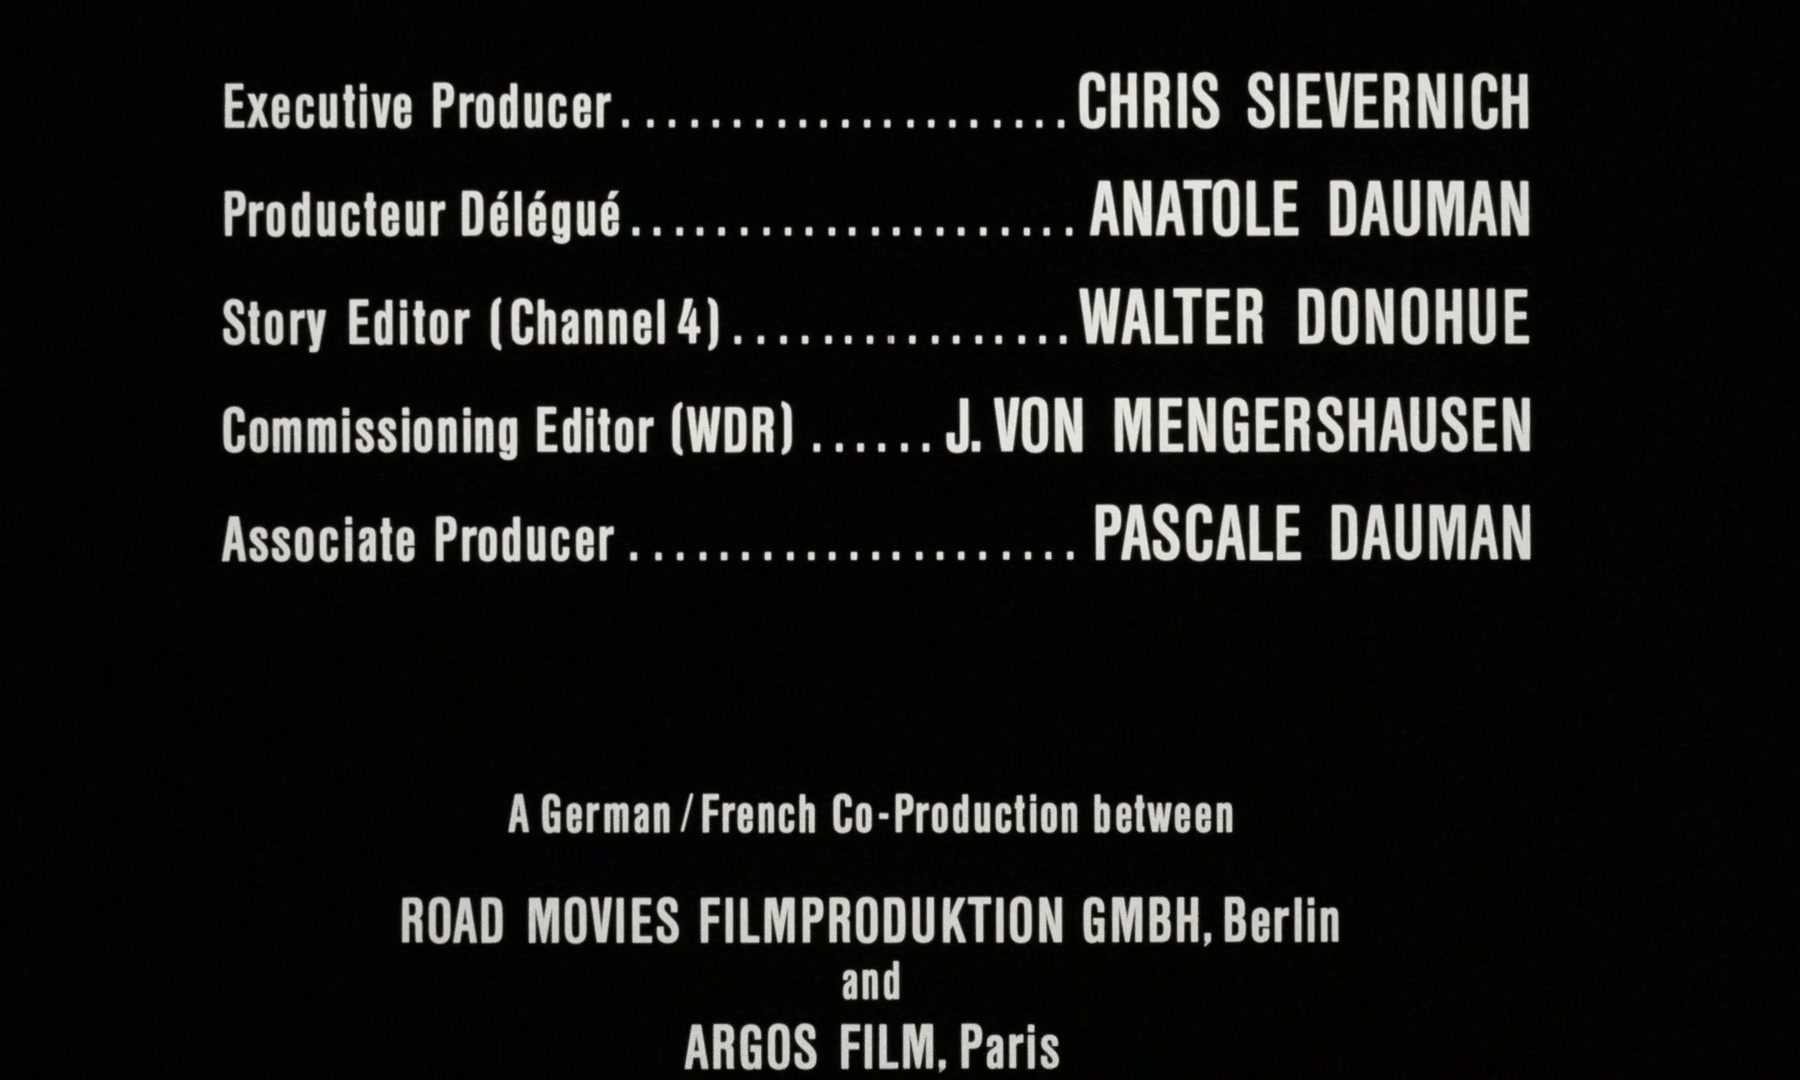 Executive Producer.....................CHRIS SIEVERNICH
Producteur Délégué.....................ANATOLE DAUMAN
Story Editor (Channel 4)................WALTER DONOHUE
Commissioning Editor (WDR) ......J. VON MENGERSHAUSEN
Associate Producer .....................PASCALE DAUMAN
A German / French Co-Production between
ROAD MOVIES FILMPRODUKTION GMBH, Berlin
and
ARGOS FILM, Paris